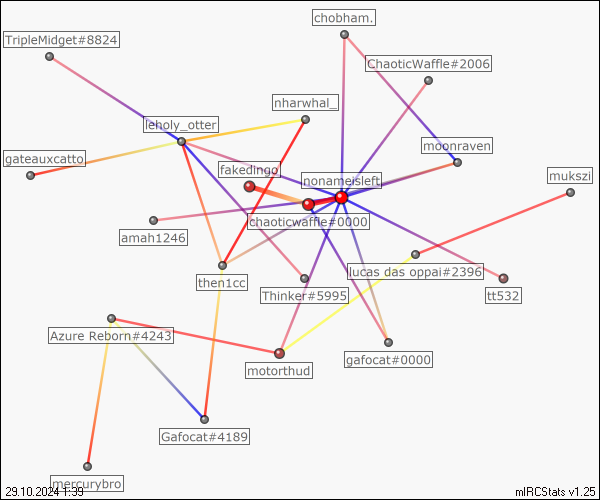 chobham.
TripleMidget#8824
ChaoticWaffle#2006
nharwhal_
leholy_otter
moonraven
gateauxcatto
fakedingo
nonameisleft
mukszi
chaoticwaffle#0000
amah1246
lucas das oppai#2396
then1cc
Thinker#5995
tt532
Azure Reborn#4243
gafocat#0000
motorthud
Gafocat#4189
mercurybro
29.10.2024 1:39
mIRCStats v1.25